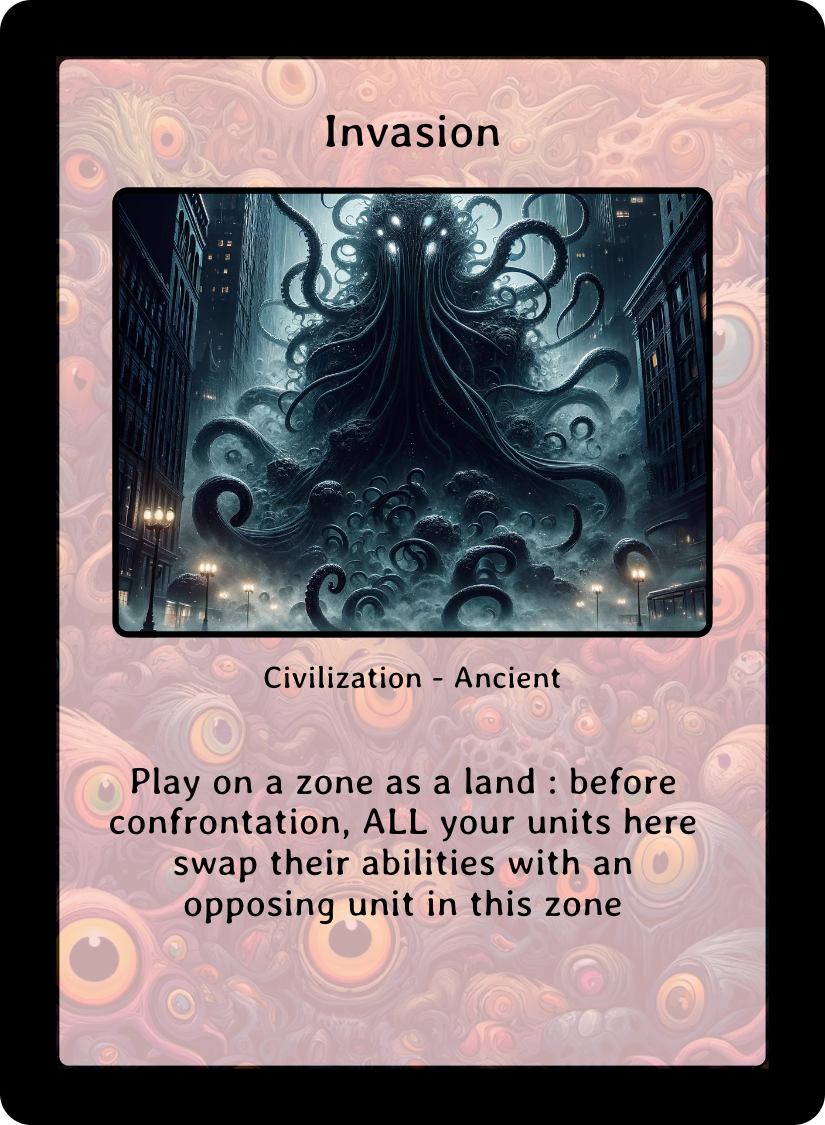 Invasion
Civilization - Ancient
Play on a zone as a land : before
confrontation, ALL your units here
swap their abilities with an
opposing unit in this zone